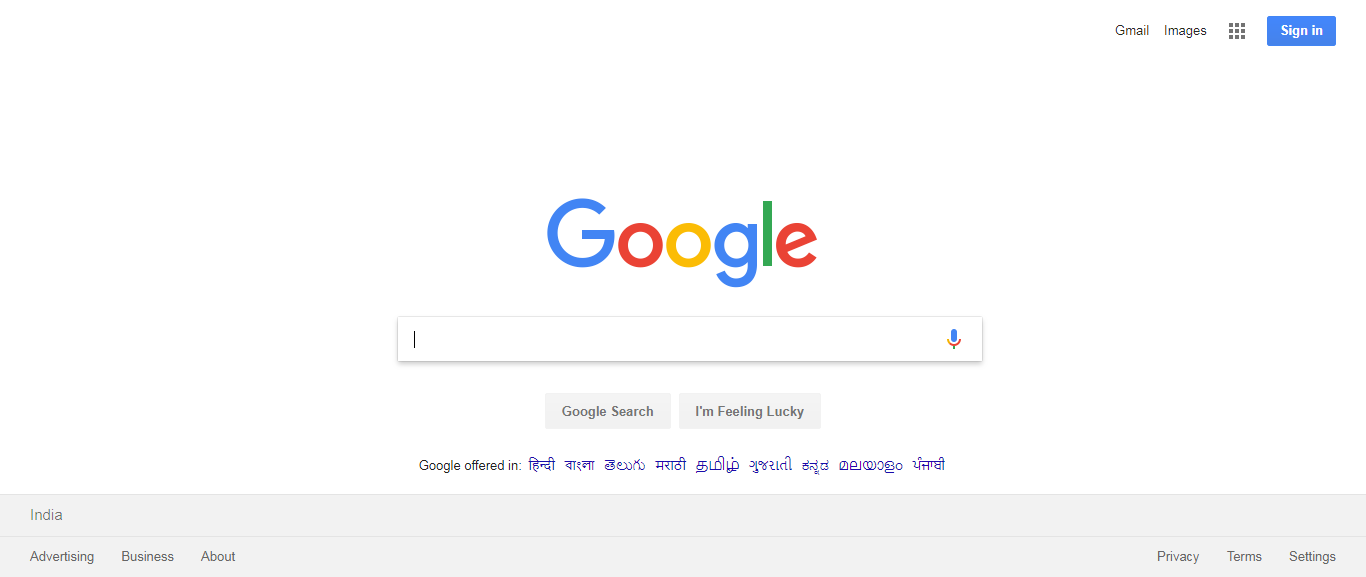 Gmail Images Sign in
Google
Google Search I'm Feeling Lucky
Google offered in: हिन्दी বাংলা తెలుగు मराठी தமிழ் ગુજરાતી ಕನ್ನಡ മലയാളം ਪੰਜਾਬੀ
India
Advertising Business About Privacy Terms Settings